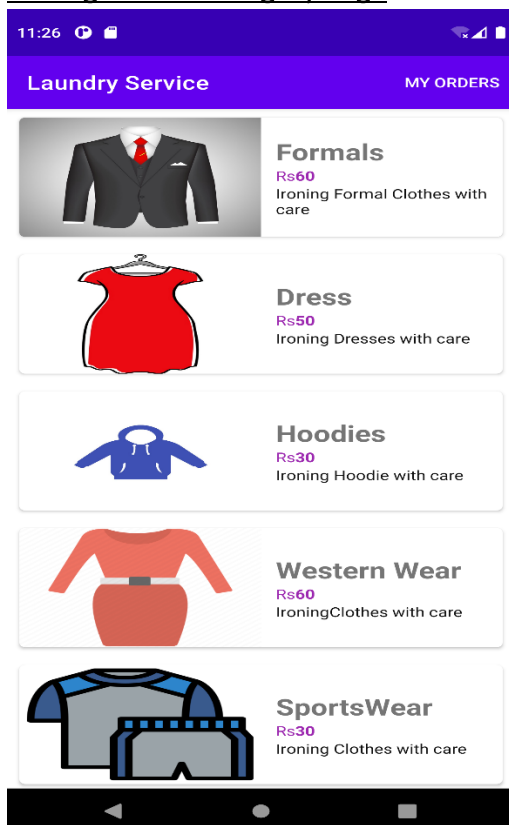 11:26
Laundry Service MY ORDERS
Formals
Rs60
Ironing Formal Clothes with
care
Dress
Rs50
Ironing Dresses with care
Hoodies
Rs30
Ironing Hoodie with care
Western Wear
Rs60
IroningClothes with care
SportsWear
Rs30
Ironing Clothes with care